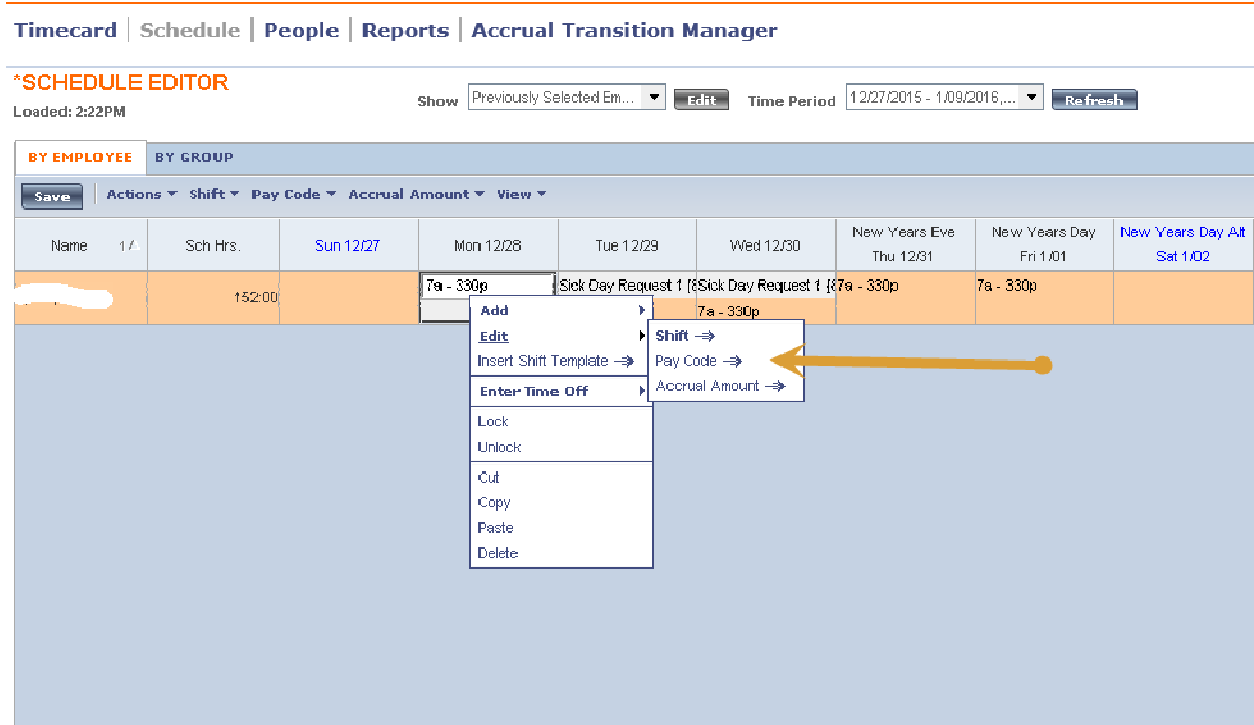 Timecard | Schedule | People | Reports | Accrual Transition Manager
*SCHEDULE EDITOR
Loaded: 2:22PM
Show Previously Selected Em... Edit Time Period 12/27/2015 - 1/09/2016,... Refresh
BY EMPLOYEE BY GROUP
Save Actions Shift Pay Code Accrual Amount View
Name 1 Sch Hrs. Sun 12/27 Mon 12/28 Tue 12/29 Wed 12/30 New Years Eve New Years Day New Years Day Alt
Thu 12/31 Fri 1/01 Sat 1/02
152:00 7a - 330p Sick Day Request 1 [8 Sick Day Request 1 [8 7a - 330p 7a - 330p
7a - 330p
Add
Edit
Insert Shift Template
Enter Time Off
Lock
Unlock
Cut
Copy
Paste
Delete
Shift
Pay Code
Accrual Amount